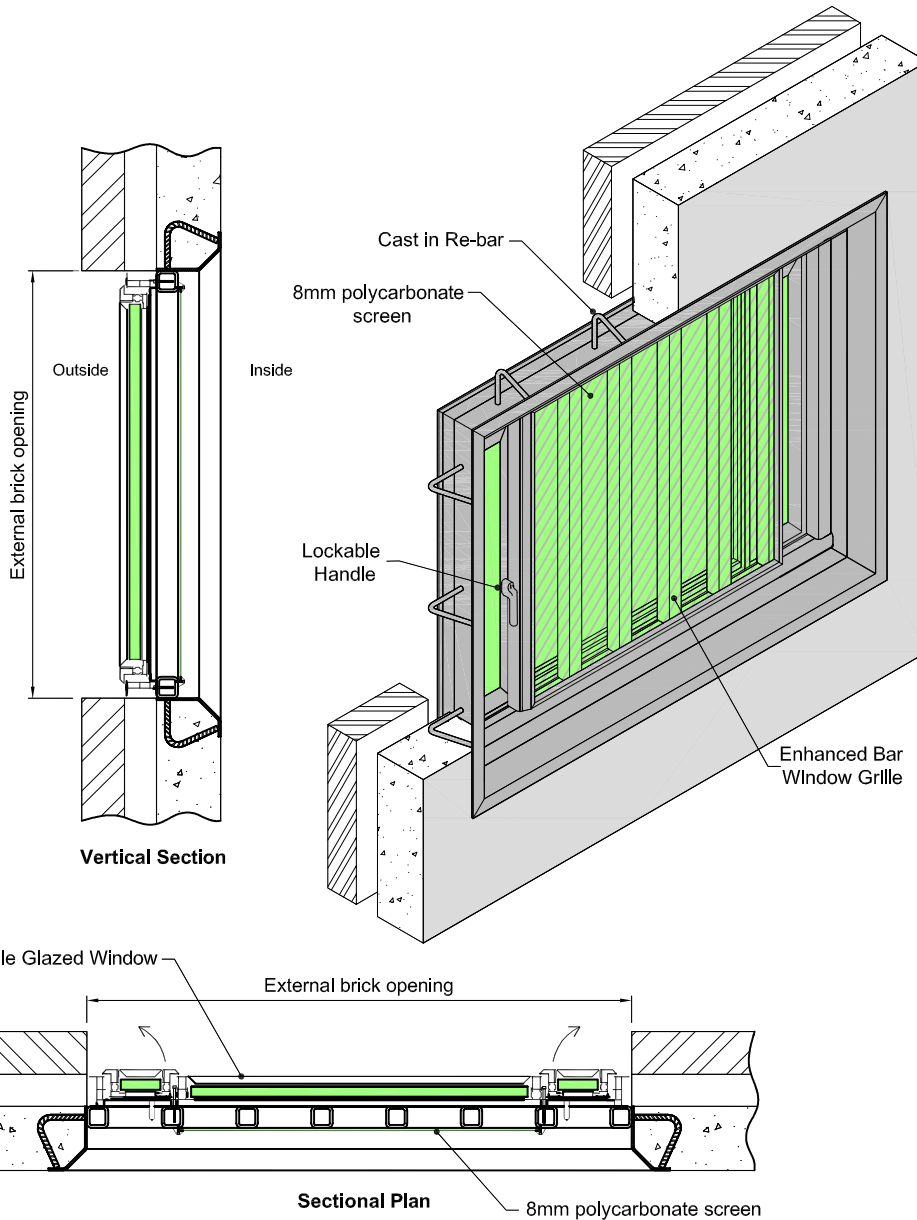 Cast in Re-bar
8mm polycarbonate
screen
Outside
Inside
External brick opening
Lockable
Handle
Enhanced Bar
Window Grille
Vertical Section
le Glazed Window
External brick opening
Sectional Plan
8mm polycarbonate screen